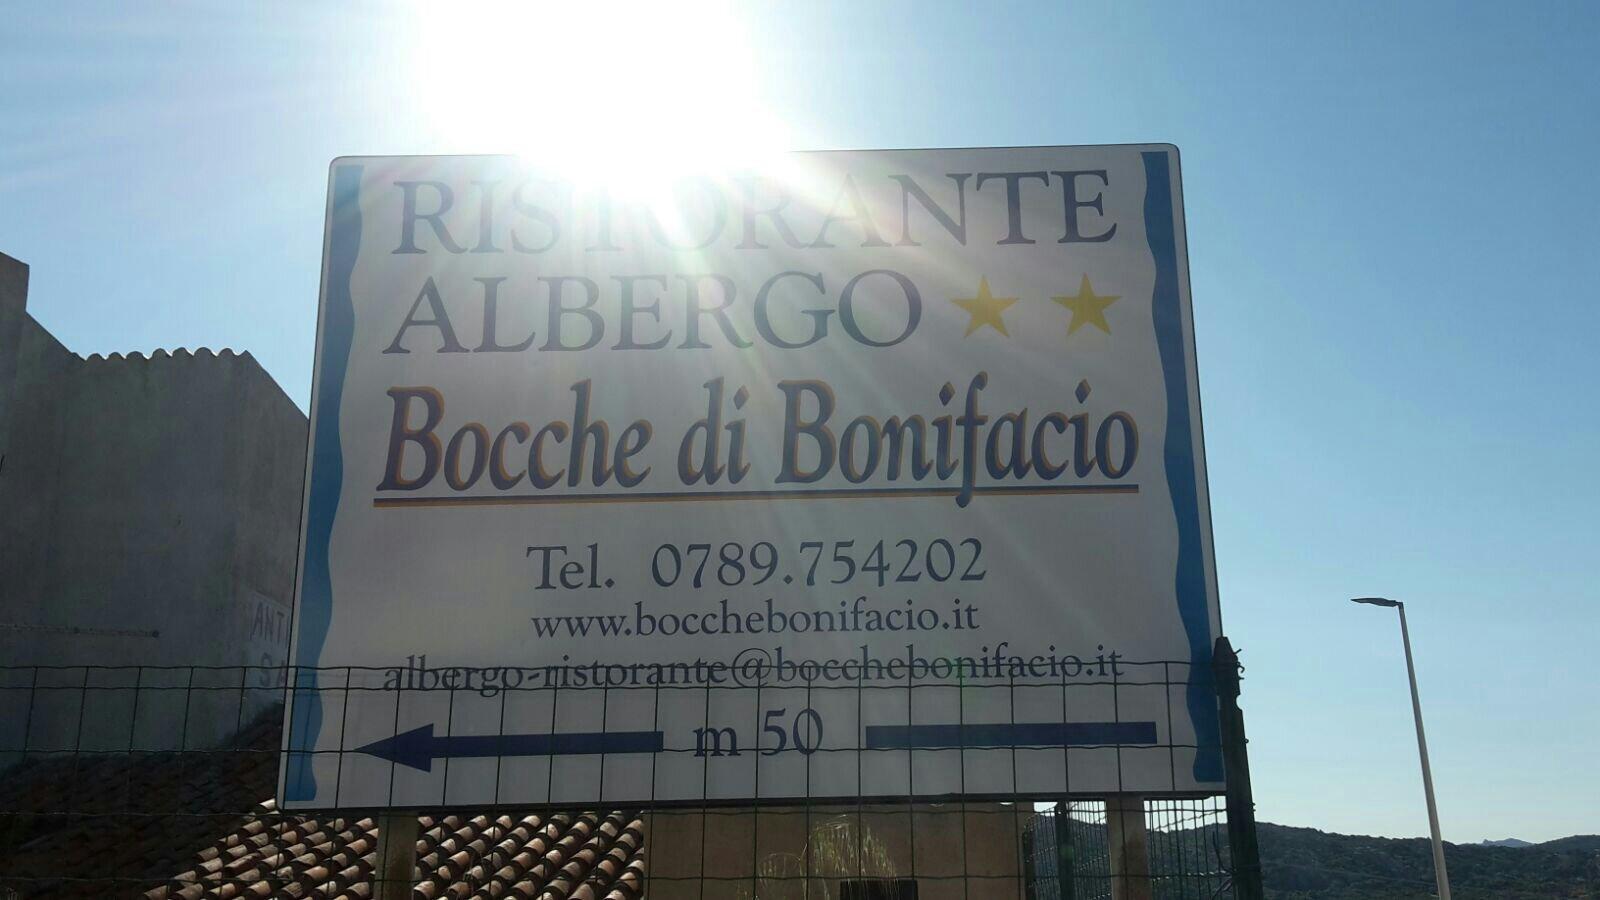 RISTORANTE
ALBERGO
Bocche di Bonifacio
Tel. 0789.754202
www.bocchebonifacio.it
albergo-ristorante@bocchebonifacio.it
m 50